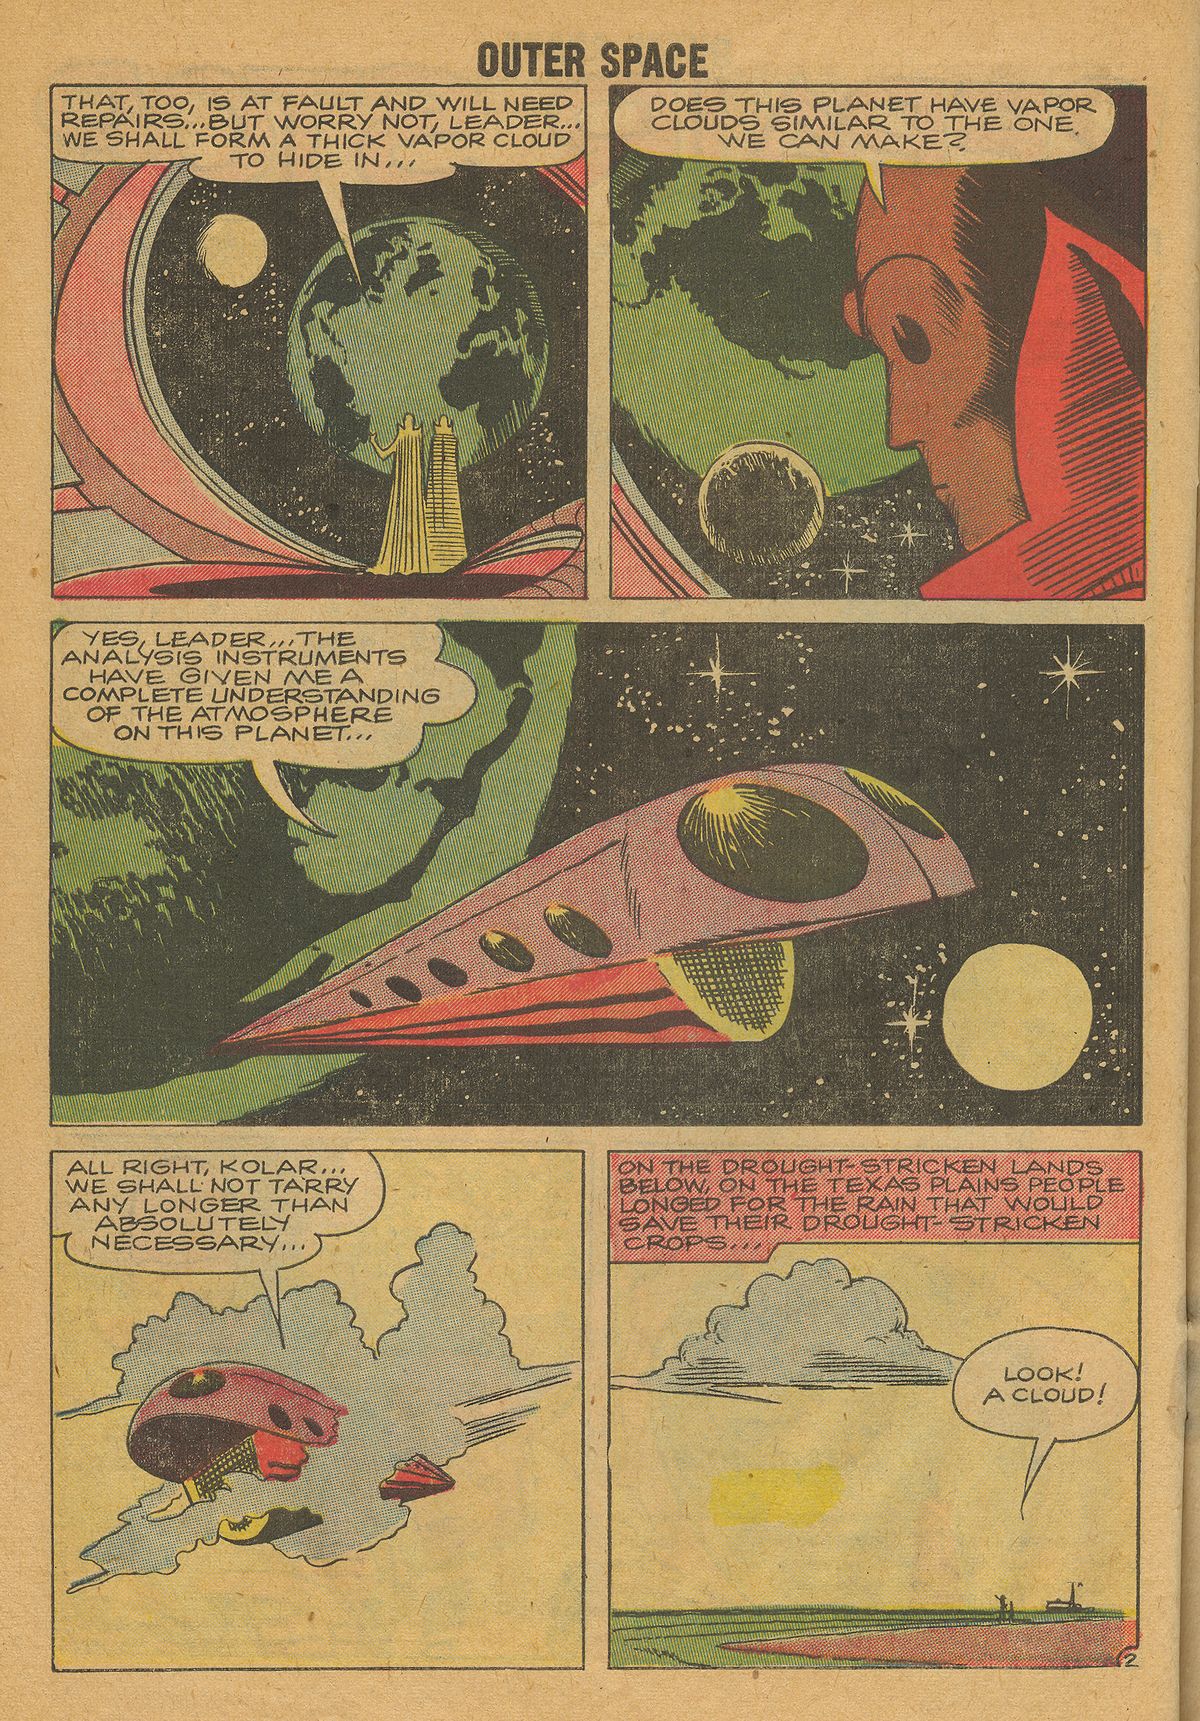 OUTER SPACE
THAT, TOO, IS AT FAULT AND WILL NEED
REPAIRS...BUT WORRY NOT, LEADER...
WE SHALL FORM A THICK VAPOR CLOUD
TO HIDE IN...
DOES THIS PLANET HAVE VAPOR
CLOUDS SIMILAR TO THE ONE
WE CAN MAKE?
YES, LEADER...THE
ANALYSIS INSTRUMENTS
HAVE GIVEN ME A
COMPLETE UNDERSTANDING
OF THE ATMOSPHERE
ON THIS PLANET...
ALL RIGHT, KOLAR...
WE SHALL NOT TARRY
ANY LONGER THAN
ABSOLUTELY
NECESSARY...
ON THE DROUGHT-STRICKEN LANDS
BELOW, ON THE TEXAS PLAINS PEOPLE
LONGED FOR THE RAIN THAT WOULD
SAVE THEIR DROUGHT-STRICKEN
CROPS...
LOOK!
A CLOUD!
2